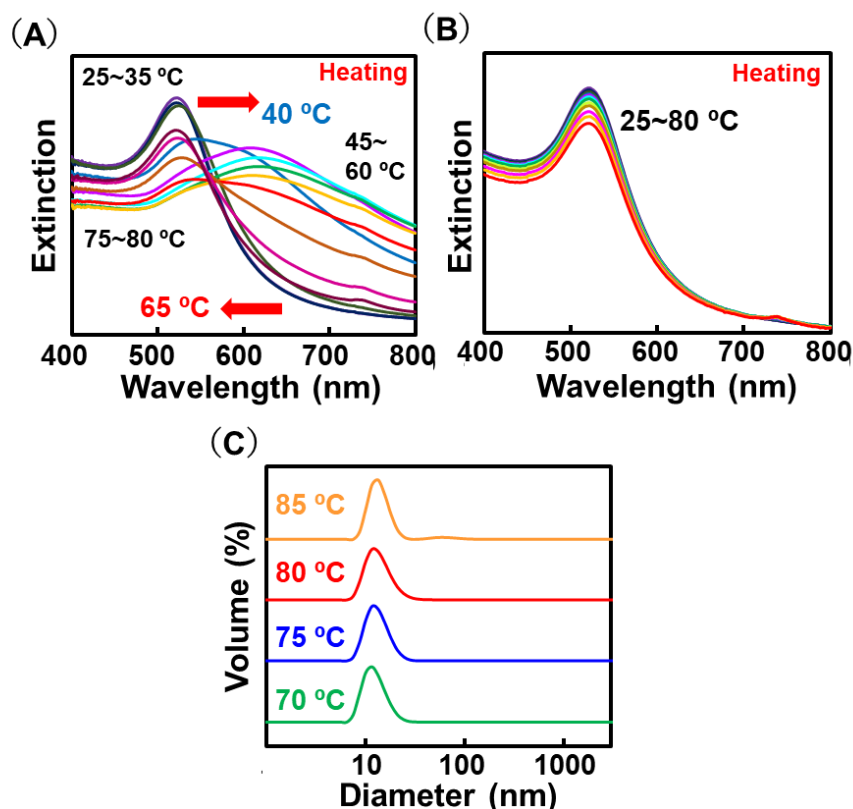 （A)
25~35 ºC
Heating
40 ºC
45~
60 ºC
75~80 ºC
65 ºC
Extinction
400 500 600 700 800
Wavelength (nm)
（B)
Heating
25~80 ºC
Extinction
400 500 600 700 800
Wavelength (nm)
（C)
85 ºC
80 ºC
75 ºC
70 ºC
Volume (%)
10 100 1000
Diameter (nm)